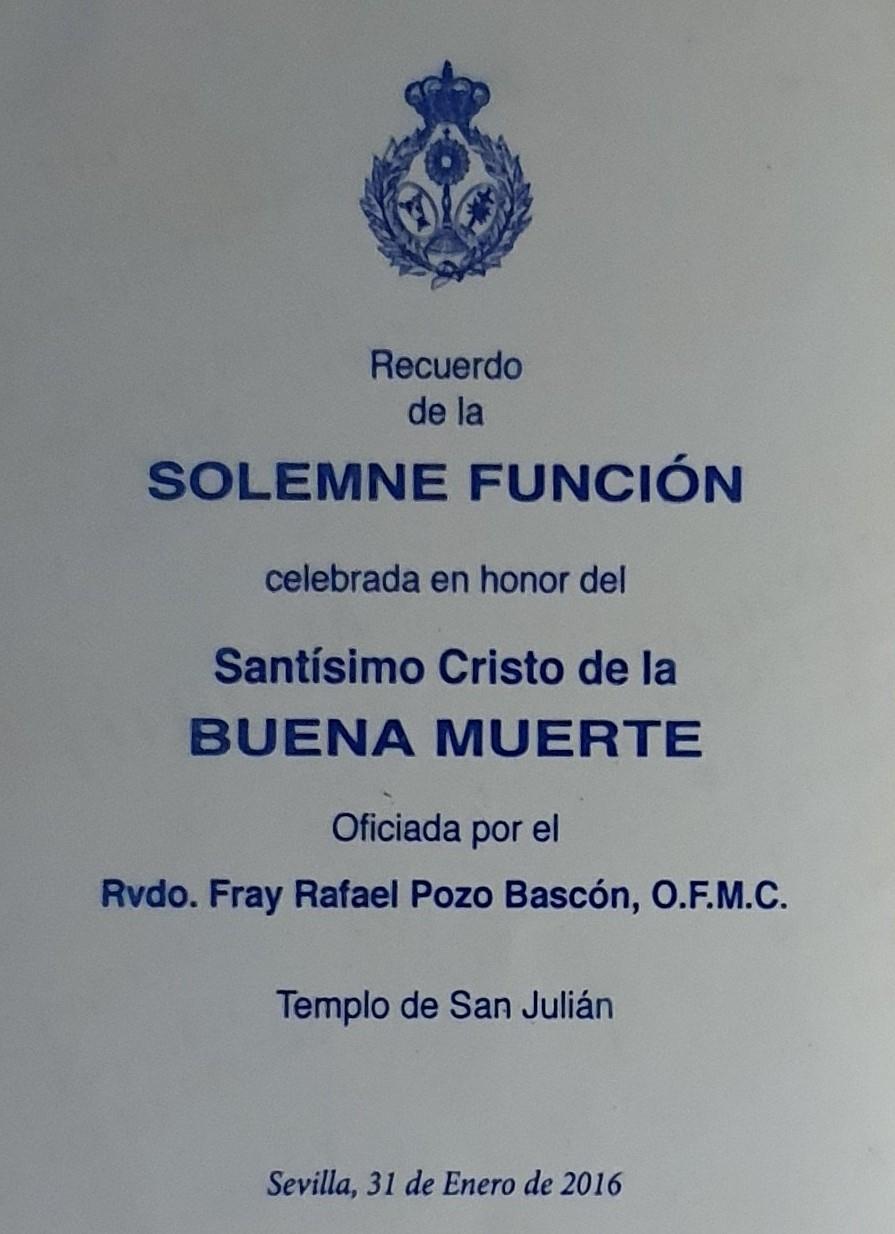 Recuerdo
de la
SOLEMNE FUNCIÓN
celebrada en honor del
Santísimo Cristo de la
BUENA MUERTE
Oficiada por el
Rvdo. Fray Rafael Pozo Bascón, O.F.M.C.
Templo de San Julián
Sevilla, 31 de Enero de 2016